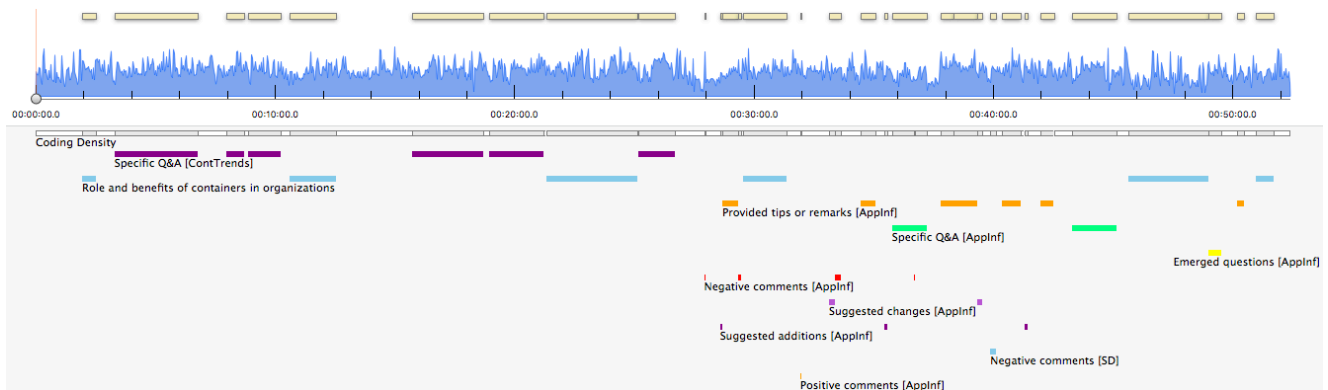 00:00:00.0 00:10:00.0 00:20:00.0 00:30:00.0 00:40:00.0 00:50:00.0
Coding Density
Specific Q&A [ContTrends]
Role and benefits of containers in organizations
Provided tips or remarks [AppInf]
Specific Q&A [AppInf]
Emerged questions [AppInf]
Negative comments [AppInf]
Suggested changes [AppInf]
Suggested additions [AppInf]
Negative comments [SD]
Positive comments [AppInf]